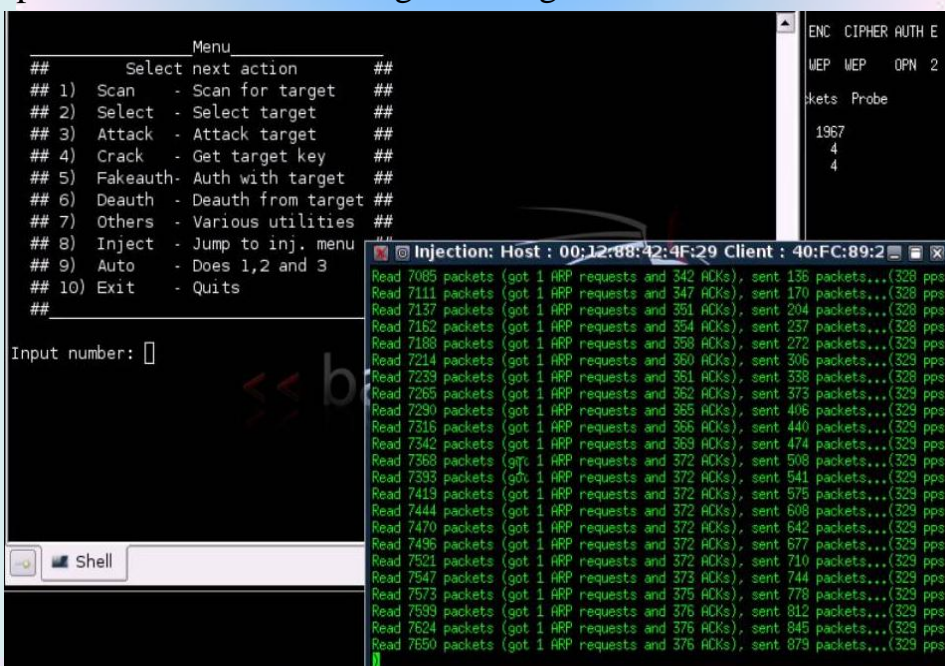 Menu
## Select next action ##
## 1) Scan - Scan for target ##
## 2) Select - Select target ##
## 3) Attack - Attack target ##
## 4) Crack - Get target key ##
## 5) Fakeauth- Auth with target ##
## 6) Deauth - Deauth from target ##
## 7) Others - Various utilities ##
## 8) Inject - Jump to inj. menu
## 9) Auto - Does 1,2 and 3
## 10) Exit - Quits
##
Input number:
<< ba
Shell
ENC CIPHER AUTH E
WEP WEP OPN 2
kets Probe
1967
4
4
Injection: Host : 00:12:88:42:4F:29 Client : 40:FC:89:2
Read 7085 packets (got 1 ARP requests and 342 ACKs), sent 136 packets...(328 pps
Read 7111 packets (got 1 ARP requests and 347 ACKs), sent 170 packets...(328 pps
Read 7137 packets (got 1 ARP requests and 351 ACKs), sent 204 packets...(328 pps
Read 7162 packets (got 1 ARP requests and 354 ACKs), sent 237 packets...(328 pps
Read 7188 packets (got 1 ARP requests and 358 ACKs), sent 272 packets...(329 pps
Read 7214 packets (got 1 ARP requests and 360 ACKs), sent 306 packets...(329 pps
Read 7239 packets (got 1 ARP requests and 361 ACKs), sent 338 packets...(328 pps
Read 7265 packets (got 1 ARP requests and 362 ACKs), sent 373 packets...(329 pps
Read 7290 packets (got 1 ARP requests and 365 ACKs), sent 406 packets...(329 pps
Read 7316 packets (got 1 ARP requests and 366 ACKs), sent 440 packets...(329 pps
Read 7342 packets (got 1 ARP requests and 369 ACKs), sent 474 packets...(329 pps
Read 7368 packets (got 1 ARP requests and 372 ACKs), sent 508 packets...(329 pps
Read 7393 packets (got 1 ARP requests and 372 ACKs), sent 541 packets...(329 pps
Read 7419 packets (got 1 ARP requests and 372 ACKs), sent 575 packets...(329 pps
Read 7444 packets (got 1 ARP requests and 372 ACKs), sent 608 packets...(329 pps
Read 7470 packets (got 1 ARP requests and 372 ACKs), sent 642 packets...(329 pps
Read 7496 packets (got 1 ARP requests and 372 ACKs), sent 677 packets...(329 pps
Read 7521 packets (got 1 ARP requests and 372 ACKs), sent 710 packets...(329 pps
Read 7547 packets (got 1 ARP requests and 373 ACKs), sent 744 packets...(329 pps
Read 7573 packets (got 1 ARP requests and 375 ACKs), sent 778 packets...(329 pps
Read 7599 packets (got 1 ARP requests and 376 ACKs), sent 812 packets...(329 pps
Read 7624 packets (got 1 ARP requests and 376 ACKs), sent 845 packets...(329 pps
Read 7650 packets (got 1 ARP requests and 376 ACKs), sent 879 packets...(329 pps